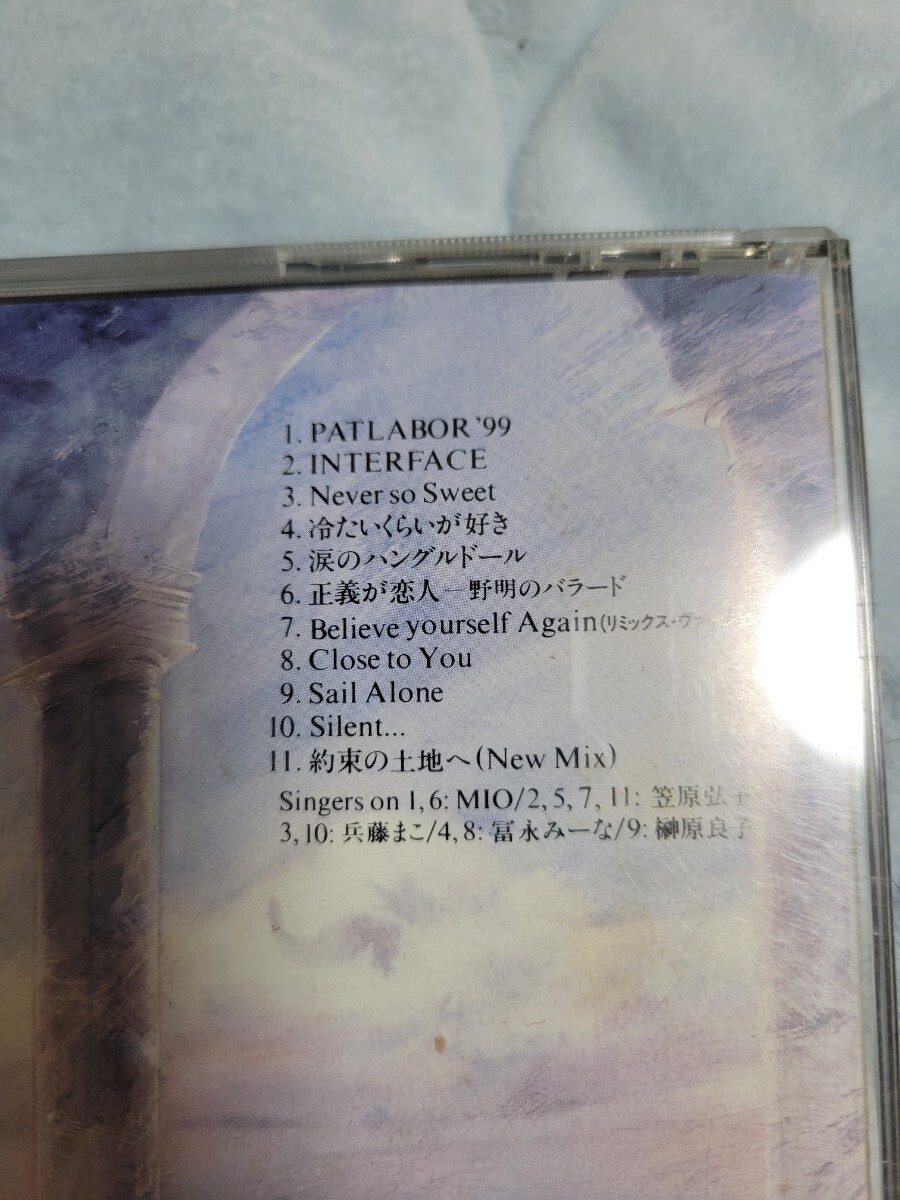 1. PATLABOR '99
2. INTERFACE
3. Never so Sweet
4. 冷たいくらいが好き
5. 涙のハングルドール
6. 正義が恋人—野明のバラード
7. Believe yourself Again(リミックス・ヴァ
8. Close to You
9. Sail Alone
10. Silent...
11. 約束の土地へ(New Mix)
Singers on 1, 6: MIO/2, 5, 7, 11: 笠原弘子
3, 10: 兵藤まこ/4, 8: 冨永みーな/9: 榊原良子